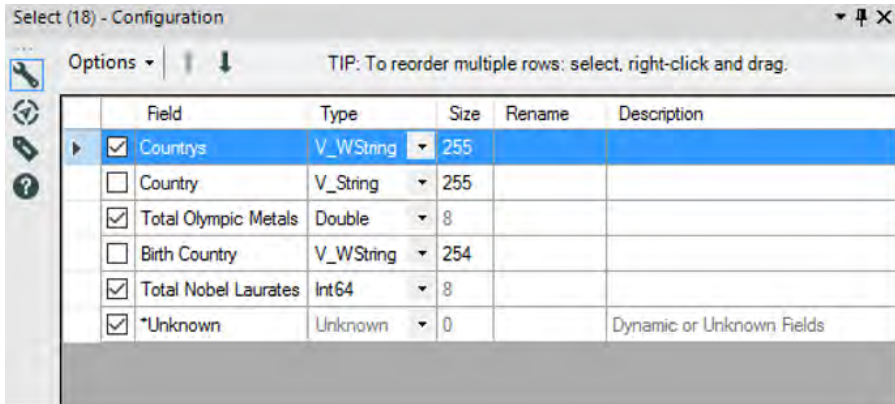 Select (18) - Configuration
Options
TIP: To reorder multiple rows: select, right-click and drag.
Field Type Size Rename Description
Countrys V_WString 255
Country V_String 255
Total Olympic Metals Double 8
Birth Country V_WString 254
Total Nobel Laurates Int64 8
*Unknown Unknown 0 Dynamic or Unknown Fields